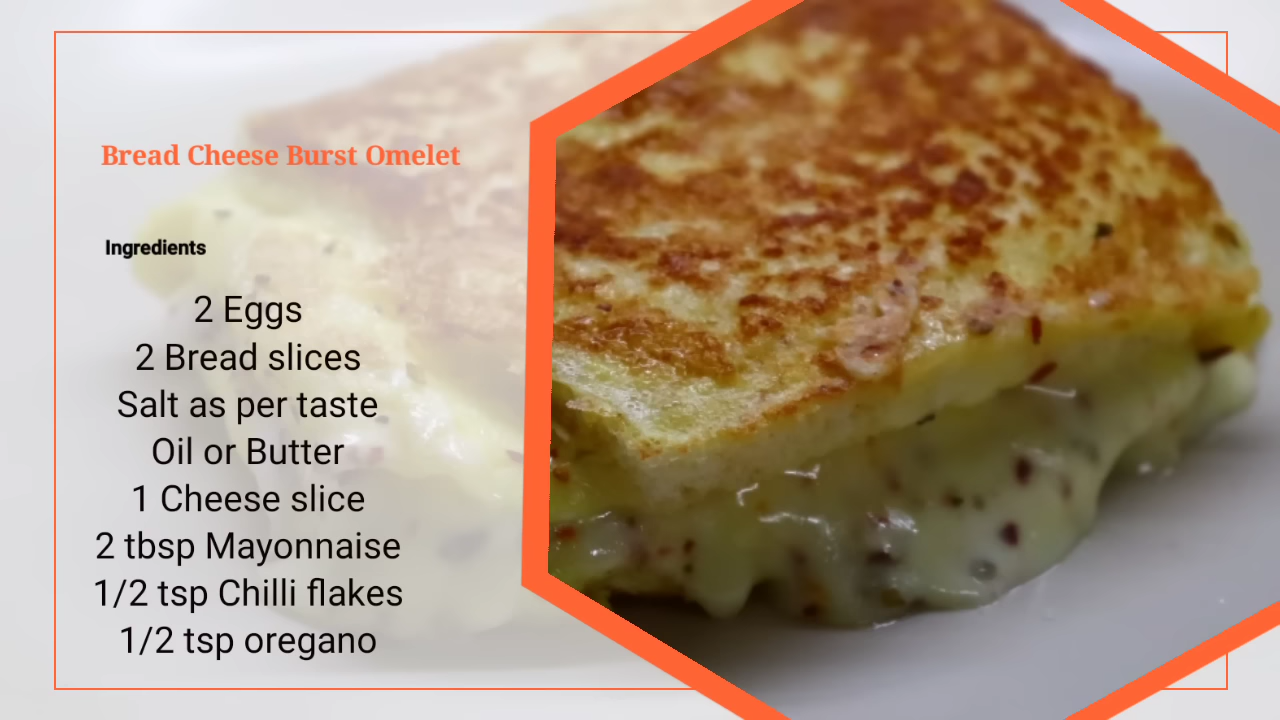 Bread Cheese Burst Omelet
Ingredients
2 Eggs
2 Bread slices
Salt as per taste
Oil or Butter
1 Cheese slice
2 tbsp Mayonnaise
1/2 tsp Chilli flakes
1/2 tsp oregano